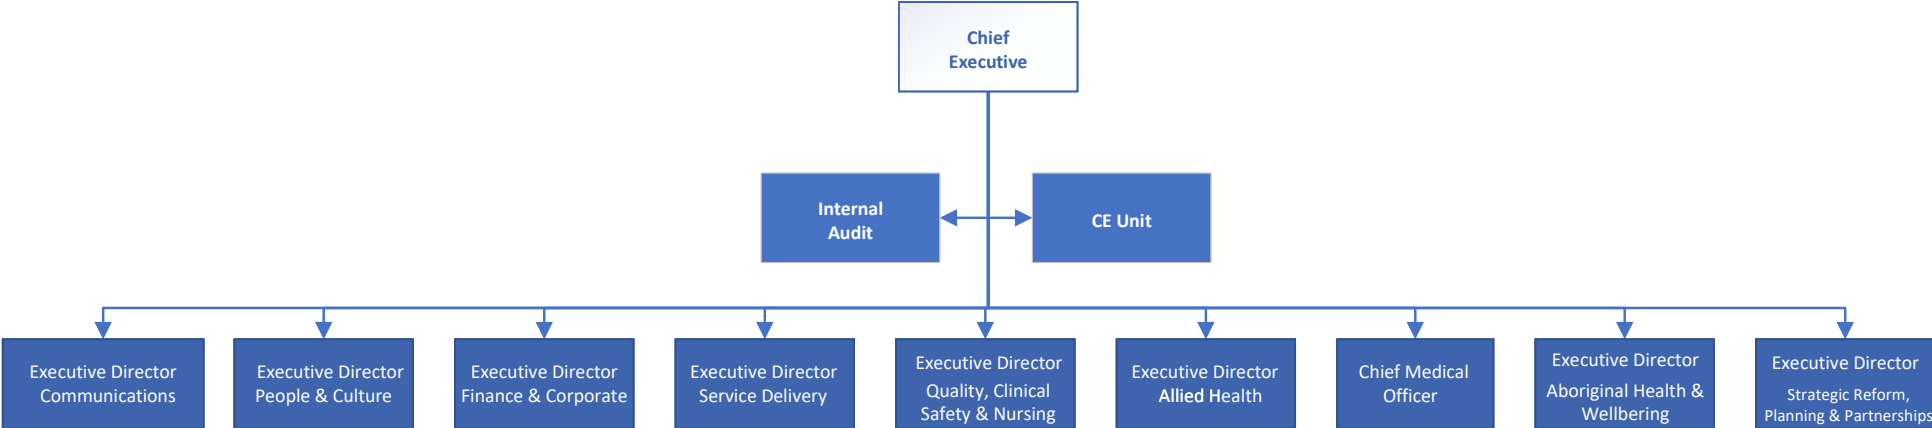 Chief
Executive
Internal
Audit
CE Unit
Executive Director
Communications
Executive Director
People & Culture
Executive Director
Finance & Corporate
Executive Director
Service Delivery
Executive Director
Quality, Clinical
Safety & Nursing
Executive Director
Allied Health
Chief Medical
Officer
Executive Director
Aboriginal Health &
Wellbering
Executive Director
Strategic Reform,
Planning & Partnerships